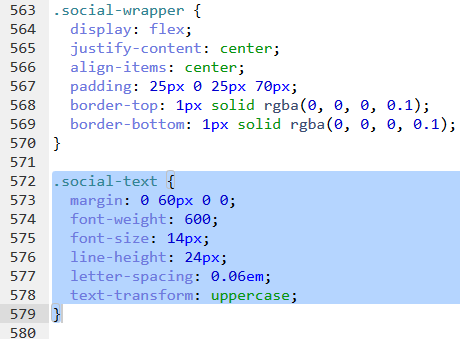 563 .social-wrapper {
564 display: flex;
565 justify-content: center;
566 align-items: center;
567 padding: 25px 0 25px 70px;
568 border-top: 1px solid rgba(0, 0, 0, 0.1);
569 border-bottom: 1px solid rgba(0, 0, 0, 0.1);
570 }
571
572 .social-text {
573 margin: 0 60px 0 0;
574 font-weight: 600;
575 font-size: 14px;
576 line-height: 24px;
577 letter-spacing: 0.06em;
578 text-transform: uppercase;
579 }
580